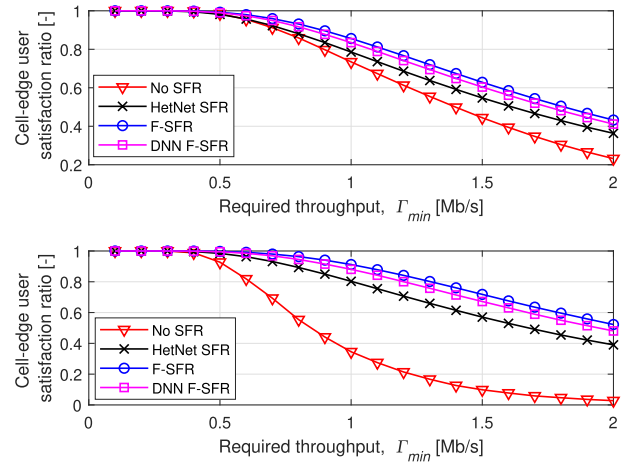 Cell-edge user
satisfaction ratio [-]
1
0.8
0.6
0.4
0.2
No SFR
HetNet SFR
F-SFR
DNN F-SFR
0 0.5 1 1.5 2
Required throughput, Γmin [Mb/s]
Cell-edge user
satisfaction ratio [-]
1
0.8
0.6
0.4
0.2
0
No SFR
HetNet SFR
F-SFR
DNN F-SFR
0 0.5 1 1.5 2
Required throughput, Γmin [Mb/s]